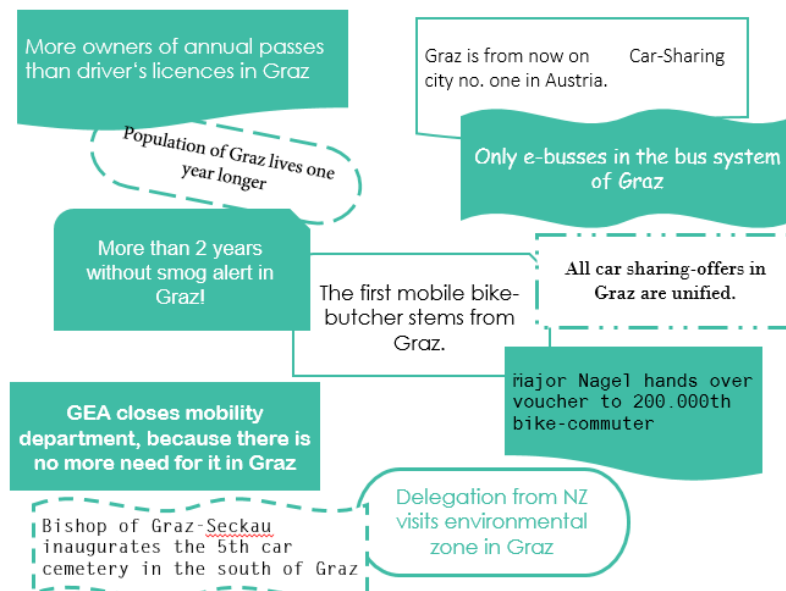 More owners of annual passes
than driver's licences in Graz
Graz is from now on Car-Sharing
city no. one in Austria.
Population of Graz lives one
year longer
Only e-busses in the bus system
of Graz
More than 2 years
without smog alert in
Graz!
The first mobile bike-
butcher stems from
Graz.
All car sharing-offers in
Graz are unified.
Major Nagel hands over
voucher to 200.000th
bike-commuter
GEA closes mobility
department, because there is
no more need for it in Graz
Delegation from NZ
visits environmental
zone in Graz
Bishop of Graz-Seckau
inaugurates the 5th car
cemetery in the south of Graz